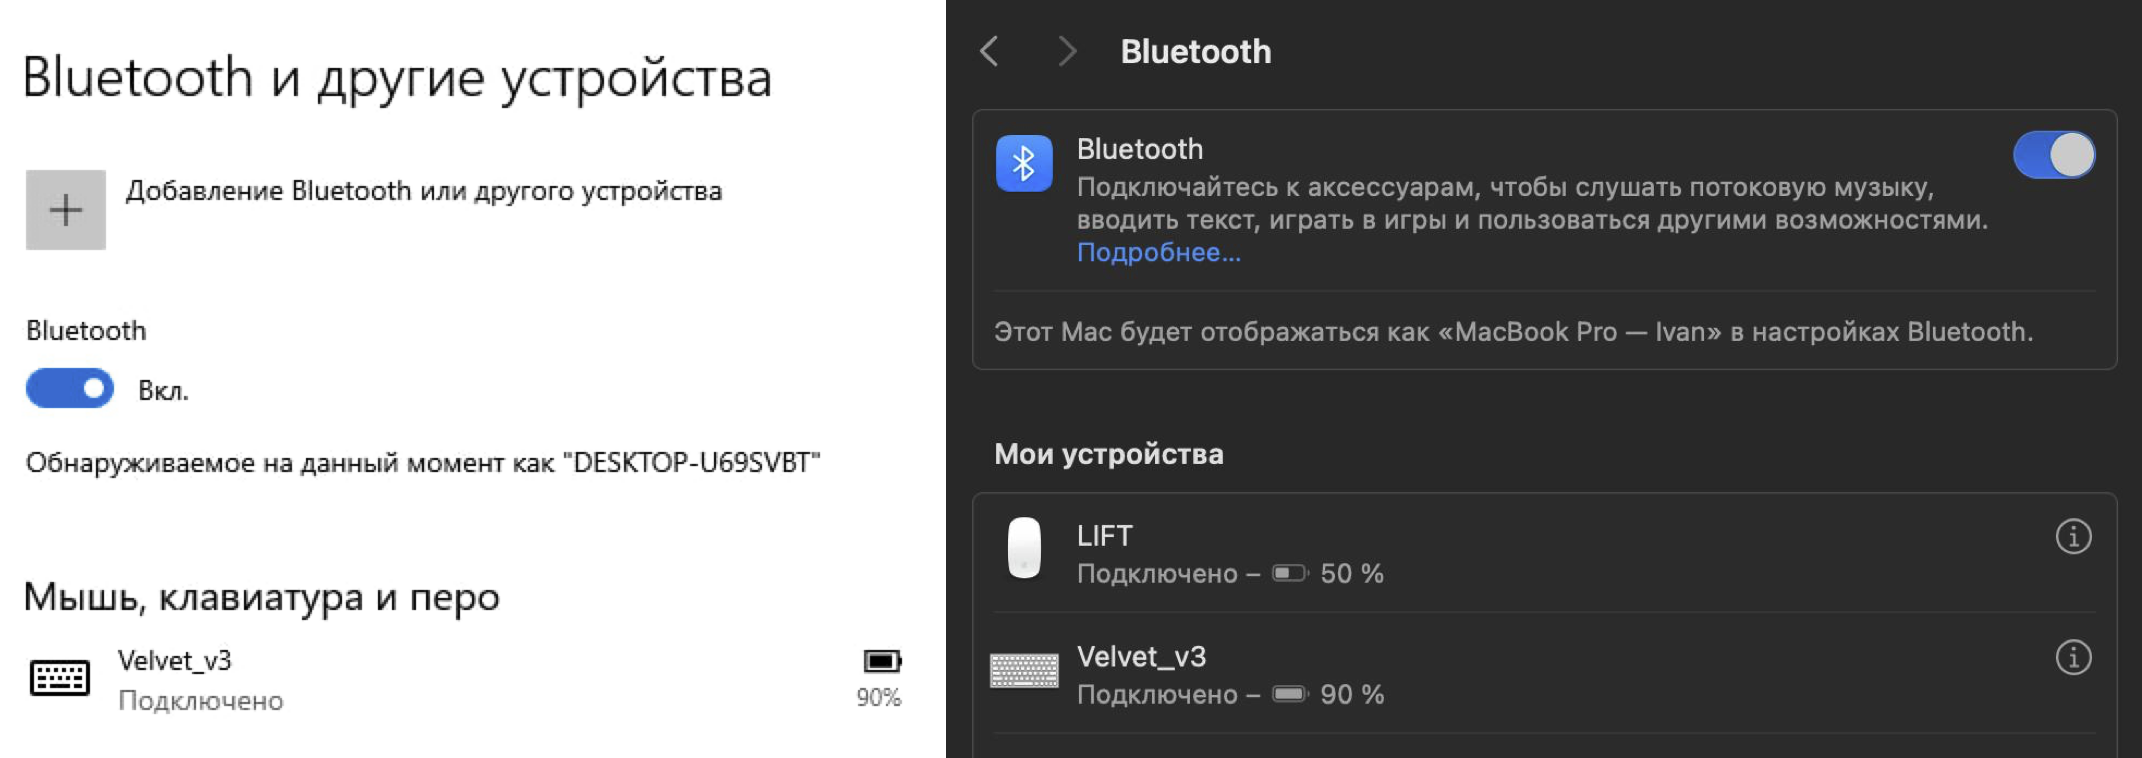 Bluetooth и другие устройства
Добавление Bluetooth или другого устройства
Bluetooth
Вкл.
Обнаруживаемое на данный момент как "DESKTOP-U69SVBT"
Мышь, клавиатура и перо
Velvet_v3
Подключено
90%
Bluetooth
Bluetooth
Подключайтесь к аксессуарам, чтобы слушать потоковую музыку,
вводить текст, играть в игры и пользоваться другими возможностями.
Подробнее...
Этот Mac будет отображаться как «MacBook Pro — Ivan» в настройках Bluetooth.
Мои устройства
LIFT
Подключено – 50 %
Velvet_v3
Подключено – 90 %